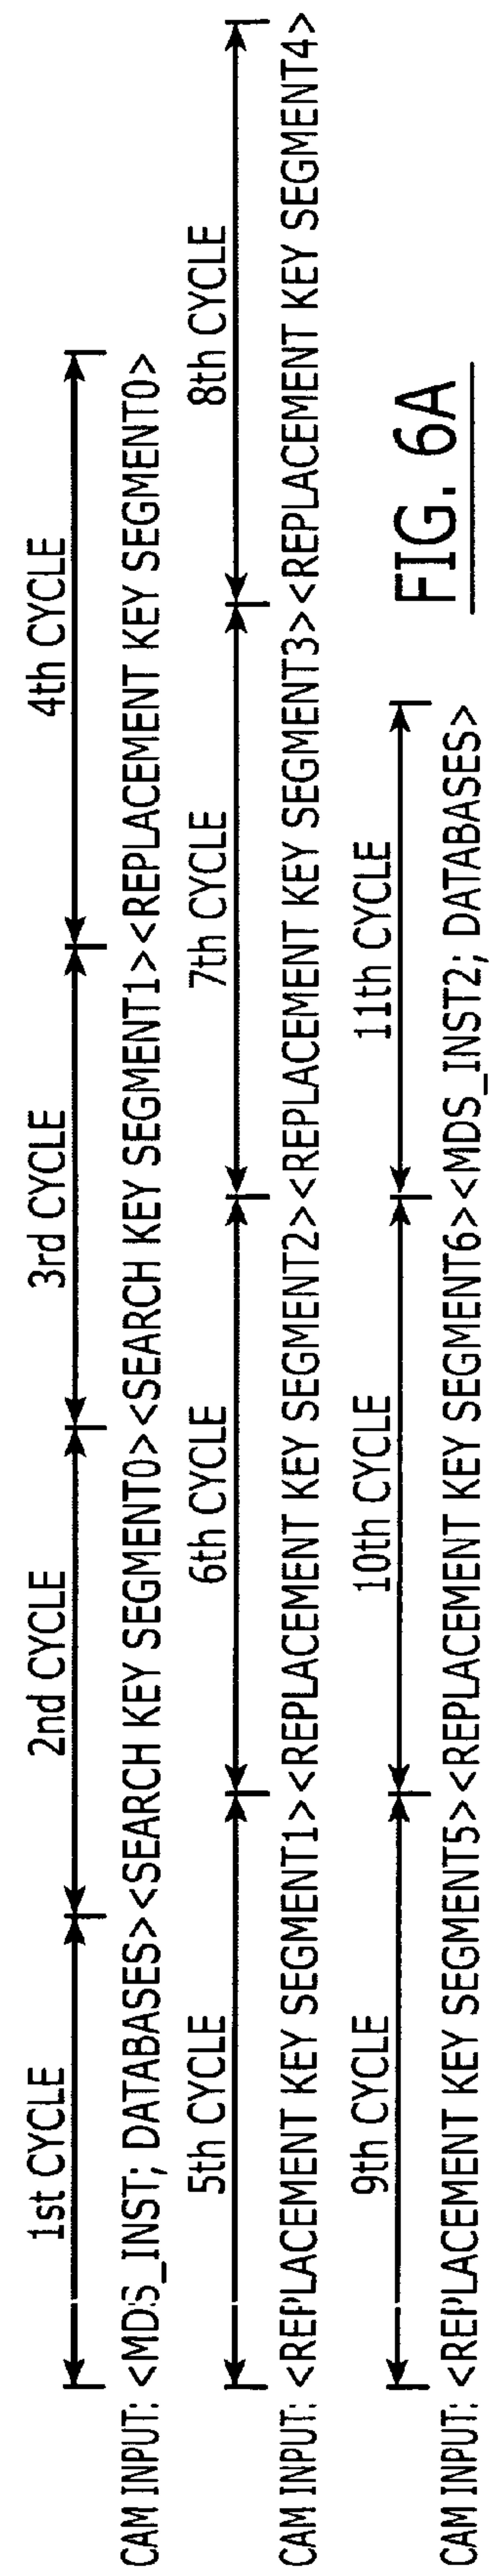 1st CYCLE 2nd CYCLE 3rd CYCLE 4th CYCLE
CAM INPUT: <MDS_INST; DATABASES><SEARCH KEY SEGMENT0><SEARCH KEY SEGMENT1><REPLACEMENT KEY SEGMENT0>
5th CYCLE 6th CYCLE 7th CYCLE 8th CYCLE
CAM INPUT: <REPLACEMENT KEY SEGMENT1><REPLACEMENT KEY SEGMENT2><REPLACEMENT KEY SEGMENT3><REPLACEMENT KEY SEGMENT4>
9th CYCLE 10th CYCLE 11th CYCLE
CAM INPUT: <REPLACEMENT KEY SEGMENT5><REPLACEMENT KEY SEGMENT6><MDS_INST2; DATABASES>
FIG. 6A